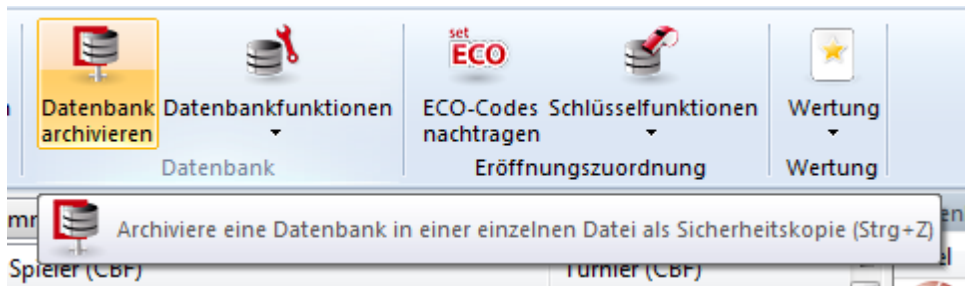 set
ECO
Datenbank archivieren
Datenbankfunktionen
ECO-Codes nachtragen
Schlüsselfunktionen
Wertung
Datenbank
Eröffnungszuordnung
Wertung
Archiviere eine Datenbank in einer einzelnen Datei als Sicherheitskopie (Strg+Z)
Spieler (CBF)
Turnier (CBF)